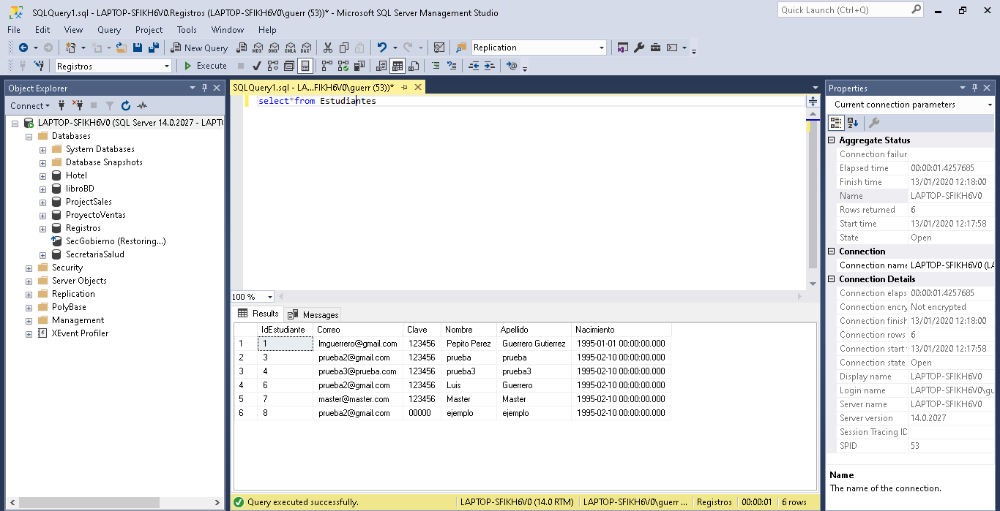 SQLQuery1.sql - LAPTOP-SFIKH6V0.Registros (LAPTOP-SFIKH6V0\guerr (53))* - Microsoft SQL Server Management Studio
Quick Launch (Ctrl+Q)
File Edit View Query Project Tools Window Help
New Query MDX DMX XMLA DAX Replication
Registros Execute
Object Explorer
Connect
LAPTOP-SFIKH6V0 (SQL Server 14.0.2027 - LAPT
Databases
System Databases
Database Snapshots
Hotel
libroBD
ProjectSales
ProyectoVentas
Registros
SecGobierno (Restoring...)
SecretariaSalud
Security
Server Objects
Replication
PolyBase
Management
XEvent Profiler
SQLQuery1.sql - LA...FIKH6V0\guerr (53))*
select*from Estudiantes
100 %
Results Messages
IdEstudiante Correo Clave Nombre Apellido Nacimiento
1 1 lmguerrero@gmail.com 123456 Pepito Perez Guerrero Gutierrez 1995-01-01 00:00:00.000
2 3 prueba2@gmail.com 123456 prueba prueba 1995-02-10 00:00:00.000
3 4 prueba3@prueba.com 123456 prueba3 prueba3 1995-02-10 00:00:00.000
4 6 prueba2@gmail.com 123456 Luis Guerrero 1995-02-10 00:00:00.000
5 7 master@master.com 123456 Master Master 1995-02-10 00:00:00.000
6 8 prueba2@gmail.com 00000 ejemplo ejemplo 1995-02-10 00:00:00.000
Query executed successfully. LAPTOP-SFIKH6V0 (14.0 RTM) LAPTOP-SFIKH6V0\guerr ... Registros 00:00:01 6 rows
Properties
Current connection parameters
Aggregate Status
Connection failur
Elapsed time 00:00:01.4257685
Finish time 13/01/2020 12:18:00
Name LAPTOP-SFIKH6V0
Rows returned 6
Start time 13/01/2020 12:17:58
State Open
Connection
Connection name LAPTOP-SFIKH6V0 (LA
Connection Details
Connection elaps 00:00:01.4257685
Connection encry Not encrypted
Connection finish 13/01/2020 12:18:00
Connection rows 6
Connection start 13/01/2020 12:17:58
Connection state Open
Display name LAPTOP-SFIKH6V0
Login name LAPTOP-SFIKH6V0\gu
Server name LAPTOP-SFIKH6V0
Server version 14.0.2027
Session Tracing ID
SPID 53
Name
The name of the connection.